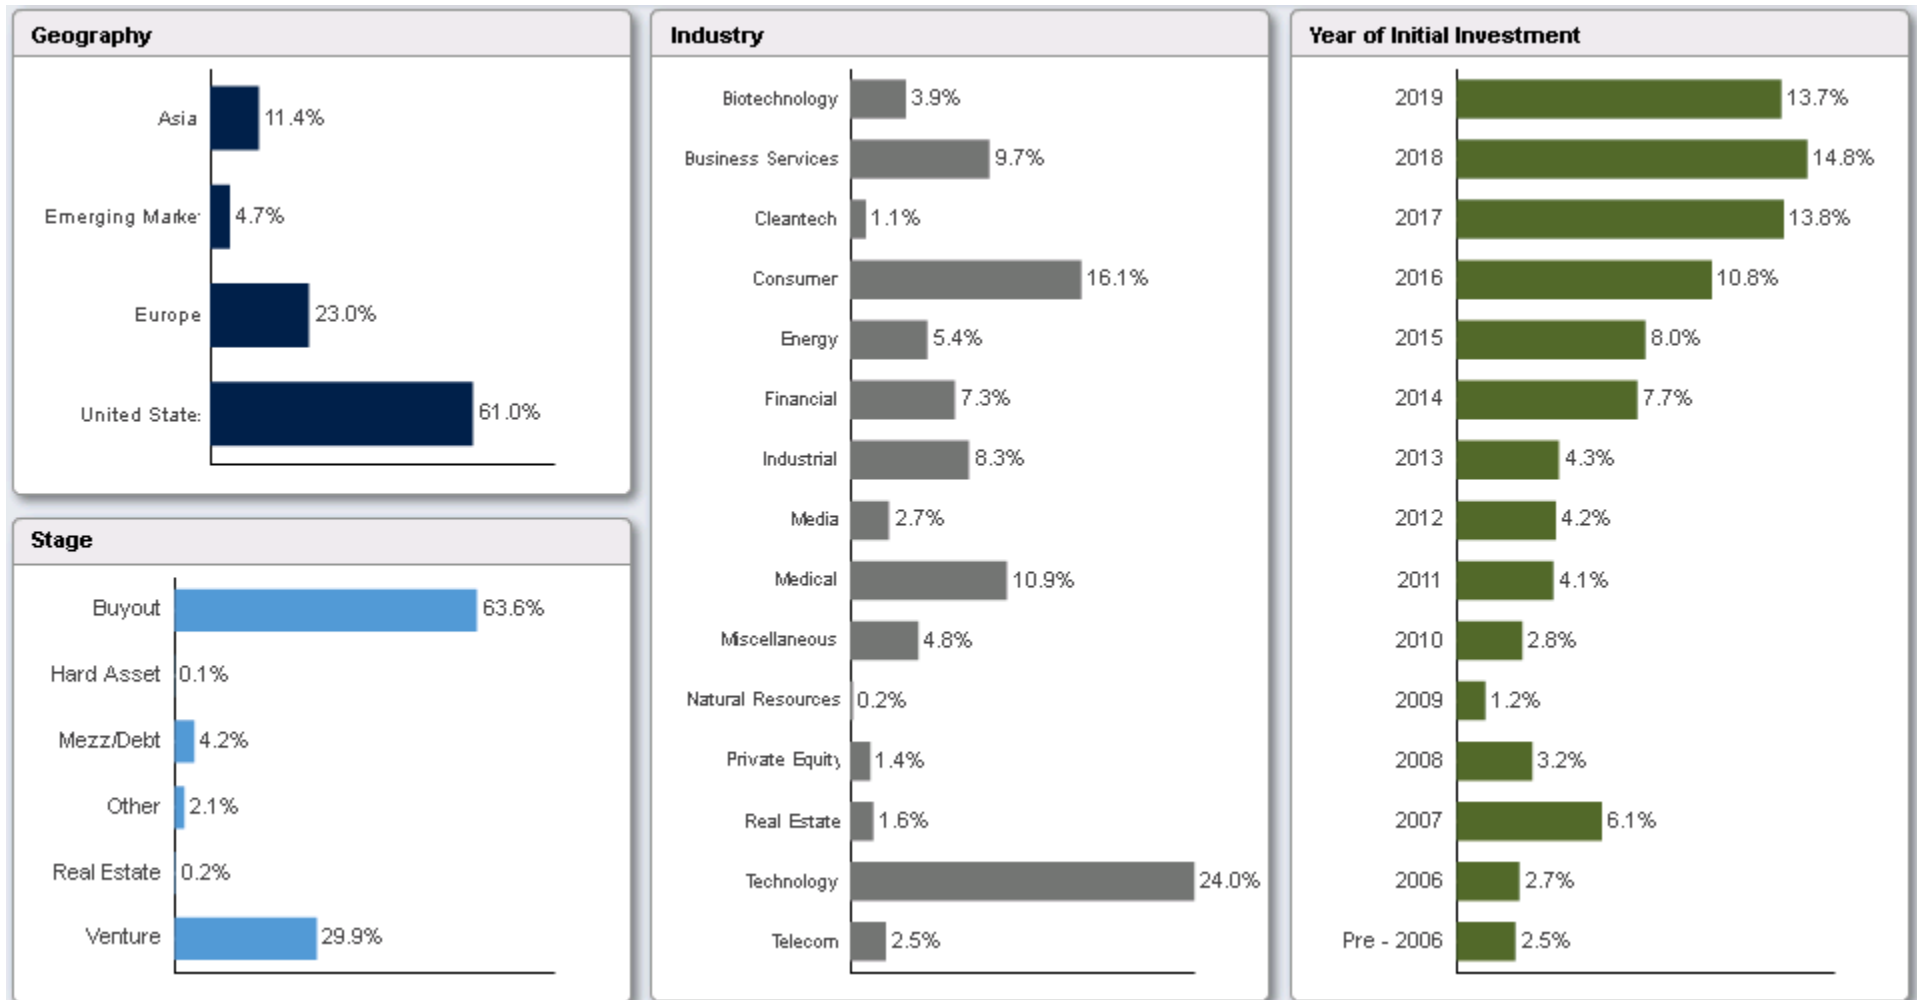 Geography
Asia 11.4%
Emerging Marke 4.7%
Europe 23.0%
United State 61.0%
Stage
Buyout 63.6%
Hard Asset 0.1%
Mezz/Debt 4.2%
Other 2.1%
Real Estate 0.2%
Venture 29.9%
Industry
Biotechnology 3.9%
Business Services 9.7%
Cleantech 1.1%
Consumer 16.1%
Energy 5.4%
Financial 7.3%
Industrial 8.3%
Media 2.7%
Medical 10.9%
Miscellaneous 4.8%
Natural Resources 0.2%
Private Equity 1.4%
Real Estate 1.6%
Technology 24.0%
Telecom 2.5%
Year of Initial Investment
2019 13.7%
2018 14.8%
2017 13.8%
2016 10.8%
2015 8.0%
2014 7.7%
2013 4.3%
2012 4.2%
2011 4.1%
2010 2.8%
2009 1.2%
2008 3.2%
2007 6.1%
2006 2.7%
Pre - 2006 2.5%